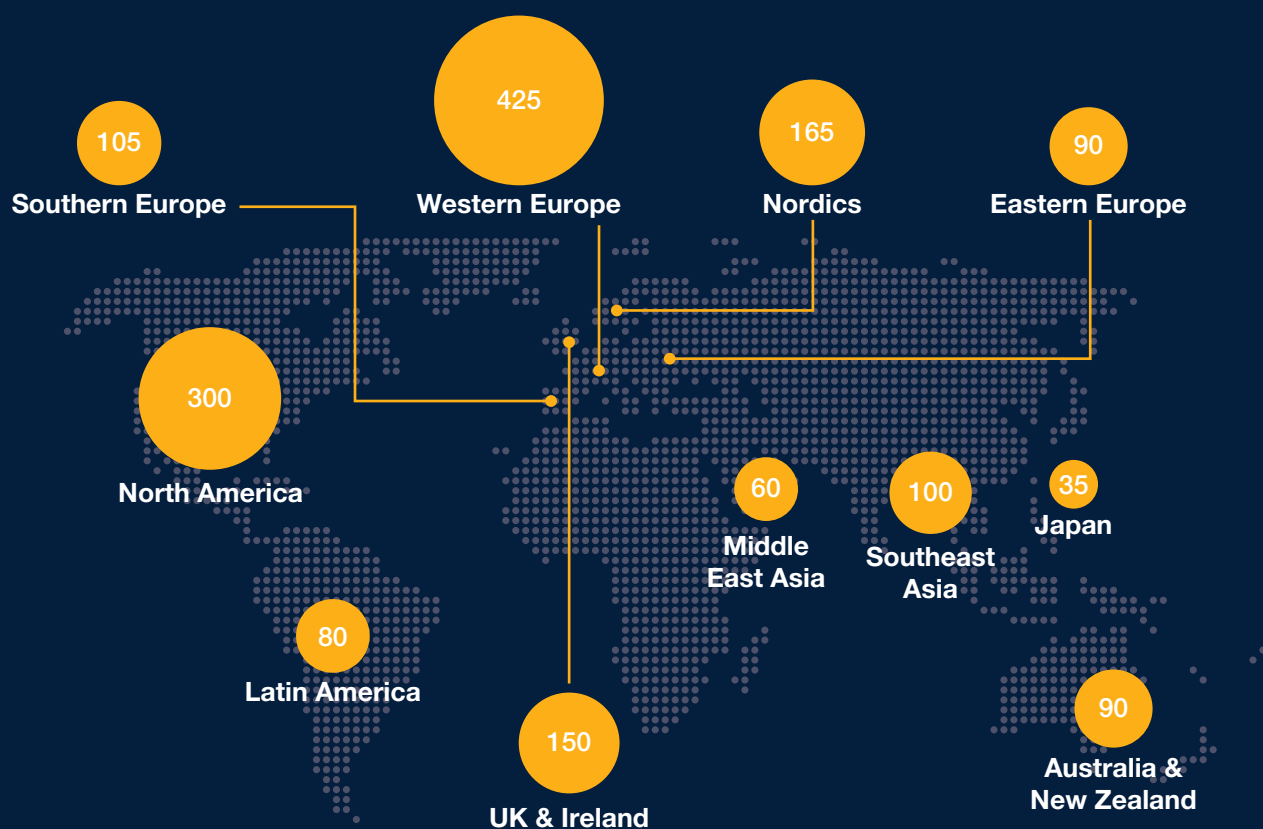 425
Western Europe
165
Nordics
105
Southern Europe
90
Eastern Europe
300
North America
60
Middle
East Asia
100
Southeast
Asia
35
Japan
80
Latin America
150
UK & Ireland
90
Australia &
New Zealand